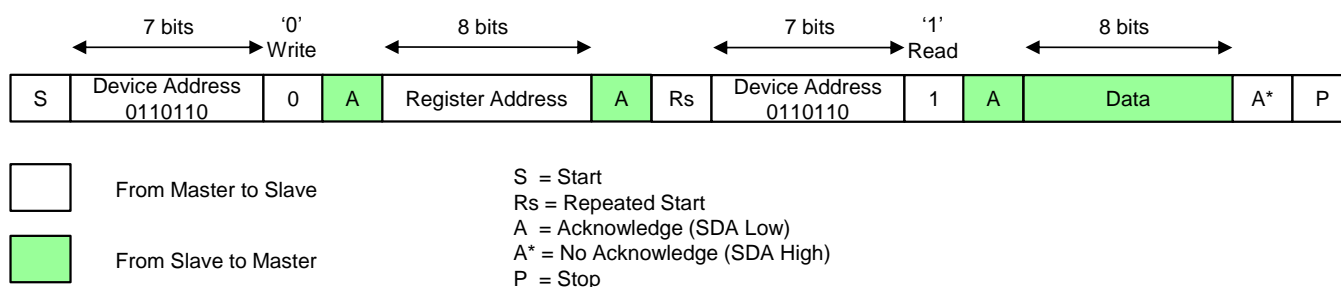 7 bits ‘0’ 8 bits 7 bits ‘1’ 8 bits
Write Read
S Device Address 0 A Register Address A Rs Device Address 1 A Data A* P
0110110 0110110
From Master to Slave
From Slave to Master
S = Start
Rs = Repeated Start
A = Acknowledge (SDA Low)
A* = No Acknowledge (SDA High)
P = Stop